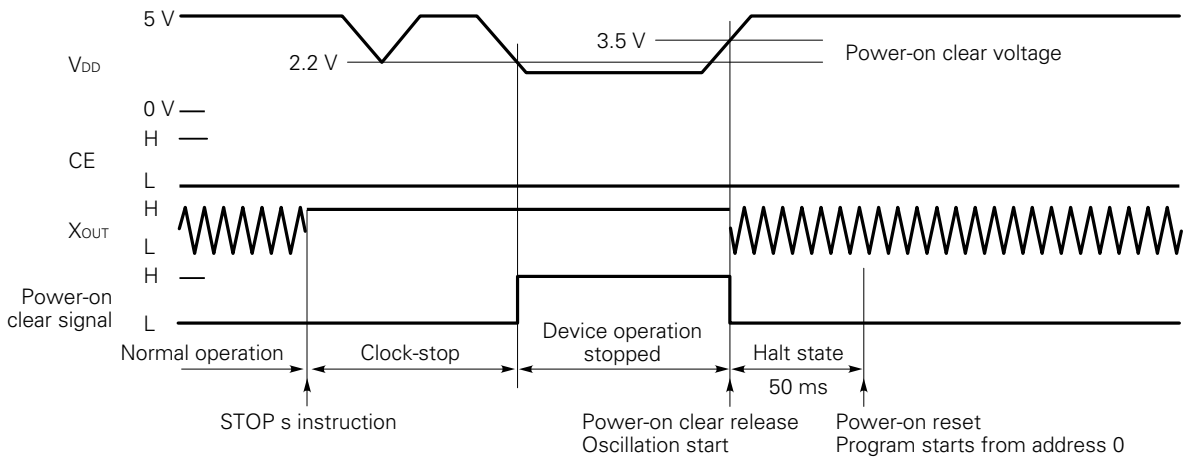 5 V
3.5 V
Power-on clear voltage
VDD
2.2 V
0 V
H
CE
L
H
XOUT
L
H
Power-on
clear signal
L
Device operation
stopped
Normal operation
Clock-stop
Halt state
50 ms
STOP s instruction
Power-on clear release
Oscillation start
Power-on reset
Program starts from address 0